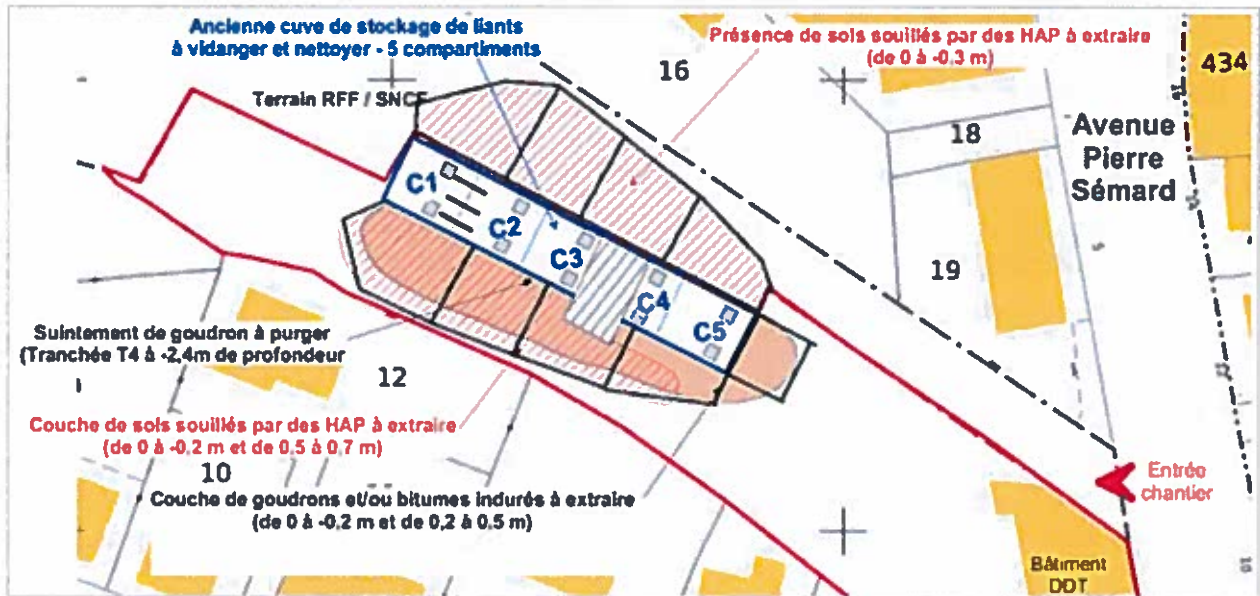 Ancienne cuve de stockage de liants
à vidanger et nettoyer - 5 compartiments
Présence de sols souillés par des HAP à extraire
(de 0 à -0,3 m)
16
434
Terrain RFF / SNCF
18
Avenue
Pierre
Sémard
C1
C2
C3
C4
C5
19
5
Suintement de goudron à purger
(Tranchée T4 à -2,4m de profondeur
12
Couche de sols souillés par des HAP à extraire
(de 0 à -0,2 m et de 0,5 à 0,7 m)
10
Couche de goudrons et/ou bitumes indurés à extraire
(de 0 à -0,2 m et de 0,2 à 0,5 m)
Entrée
chantier
Bâtiment
DDT
10